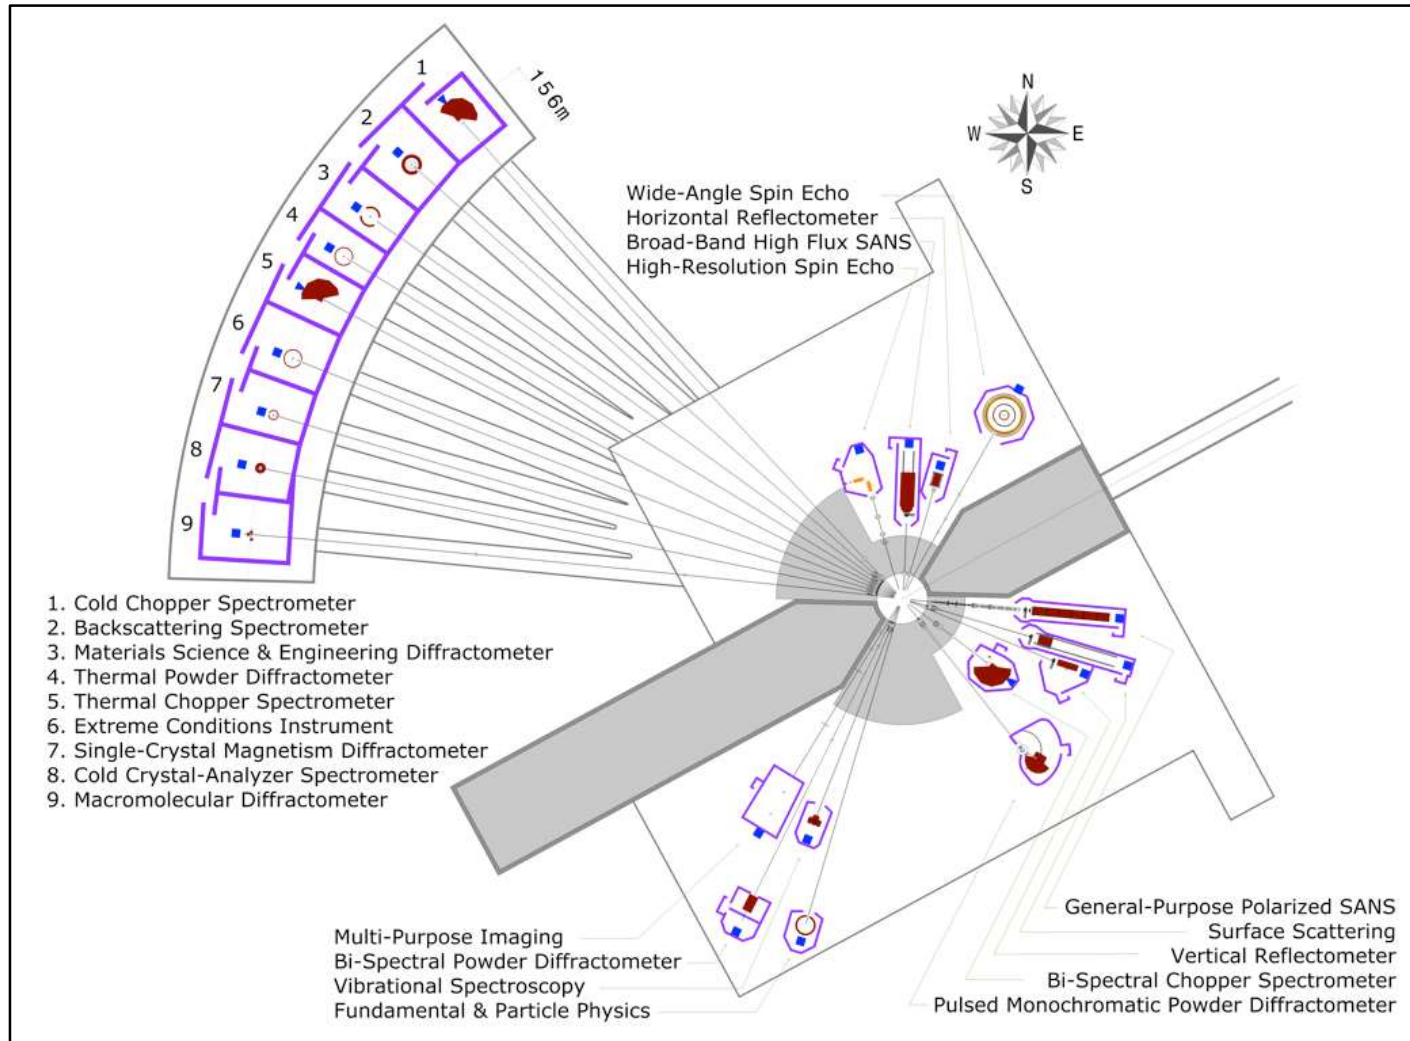 1
156m
2
3
4
5
6
7
8
9
N
W
E
S
Wide-Angle Spin Echo
Horizontal Reflectometer
Broad-Band High Flux SANS
High-Resolution Spin Echo
1. Cold Chopper Spectrometer
2. Backscattering Spectrometer
3. Materials Science & Engineering Diffractometer
4. Thermal Powder Diffractometer
5. Thermal Chopper Spectrometer
6. Extreme Conditions Instrument
7. Single-Crystal Magnetism Diffractometer
8. Cold Crystal-Analyzer Spectrometer
9. Macromolecular Diffractometer
Multi-Purpose Imaging
Bi-Spectral Powder Diffractometer
Vibrational Spectroscopy
Fundamental & Particle Physics
General-Purpose Polarized SANS
Surface Scattering
Vertical Reflectometer
Bi-Spectral Chopper Spectrometer
Pulsed Monochromatic Powder Diffractometer